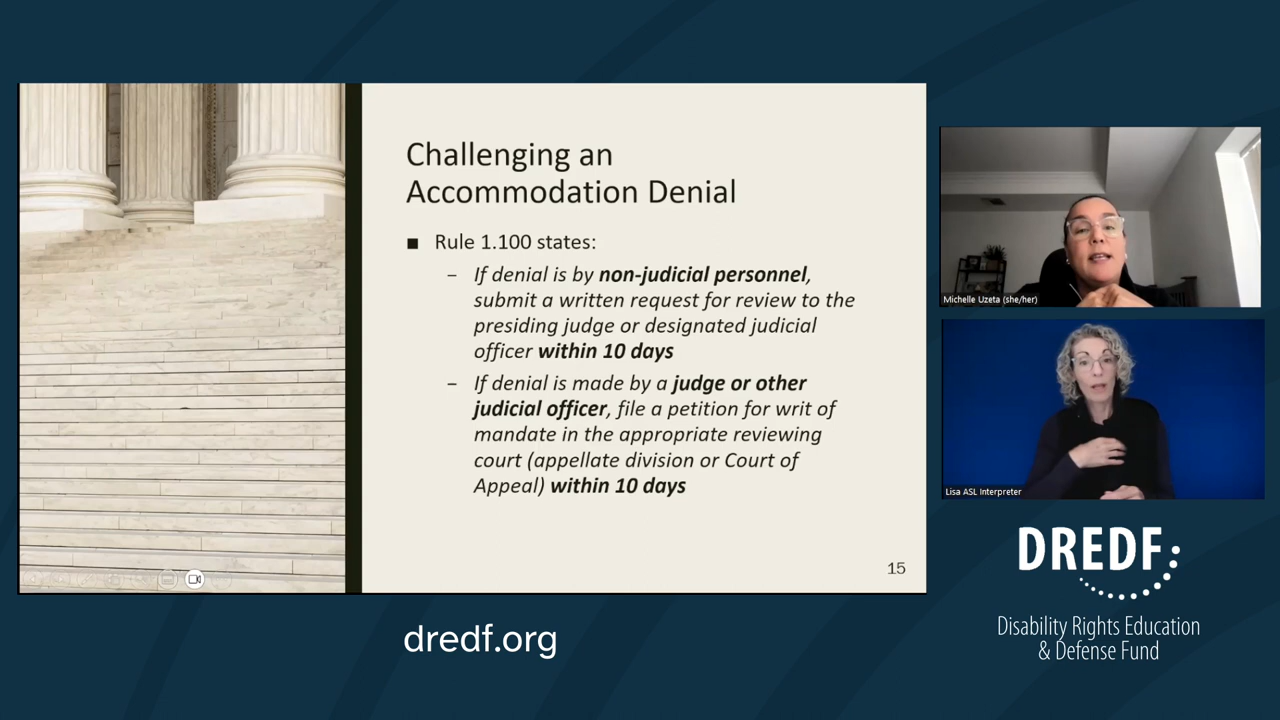 Challenging an
Accommodation Denial
■ Rule 1.100 states:
– If denial is by non-judicial personnel,
submit a written request for review to the
presiding judge or designated judicial
officer within 10 days
– If denial is made by a judge or other
judicial officer, file a petition for writ of
mandate in the appropriate reviewing
court (appellate division or Court of
Appeal) within 10 days
15
Michelle Uzeta (she/her)
Lisa ASL Interpreter
DREDF
Disability Rights Education
& Defense Fund
dredf.org